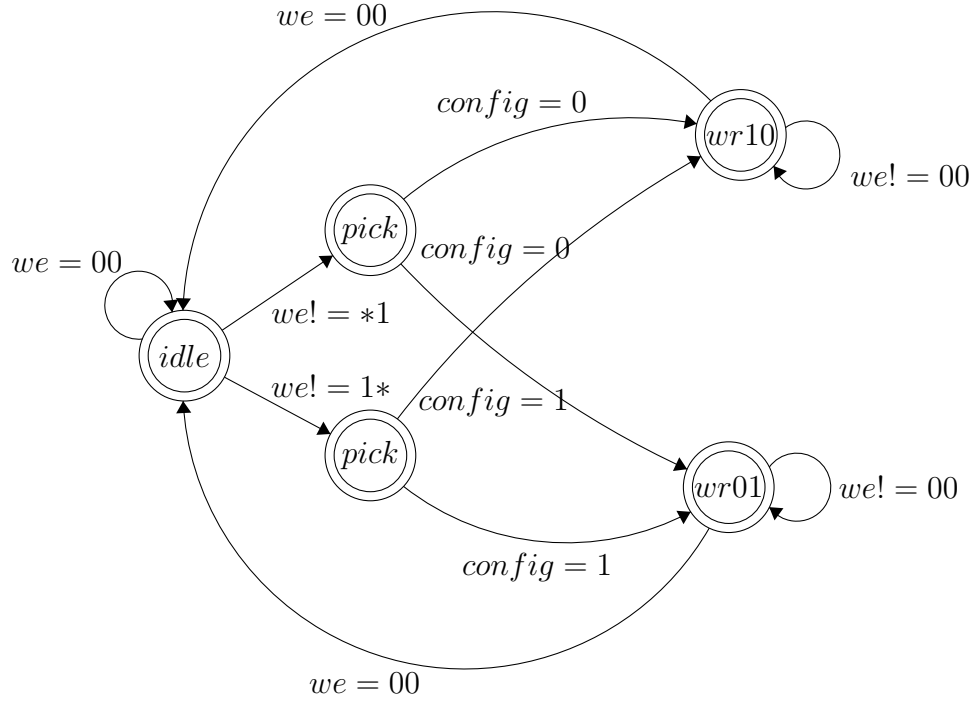 we = 00
config = 0
wr10
we! = 00
pick
config = 0
we = 00
we! = *1
idle
we! = 1*
config = 1
pick
wr01
we! = 00
config = 1
we = 00